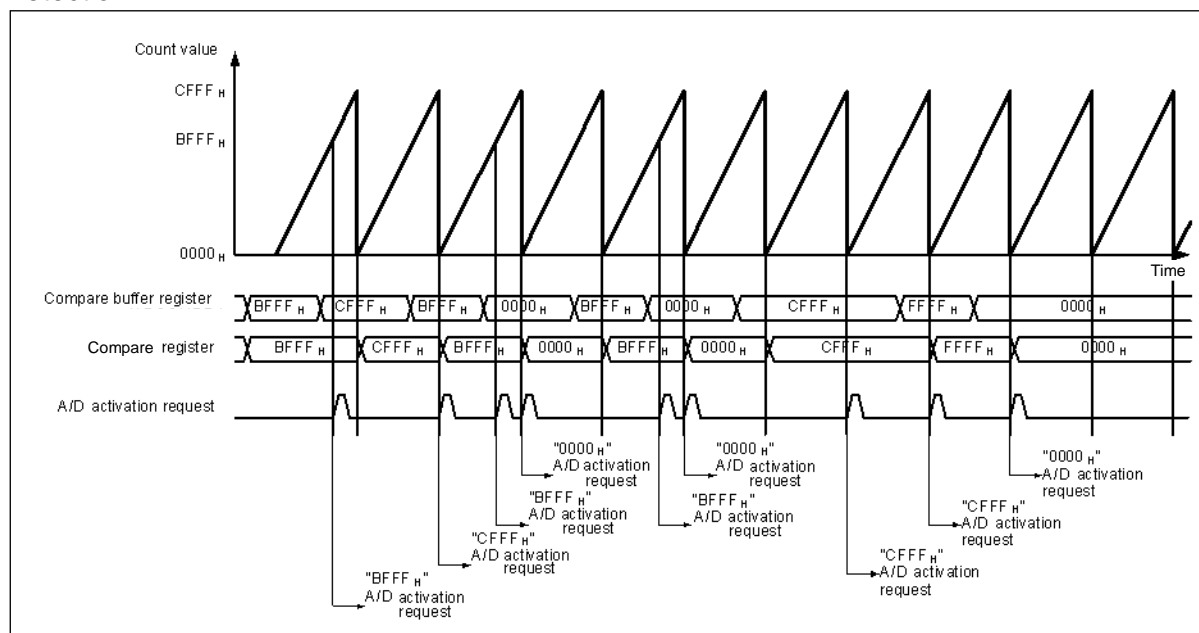 Count value
CFFF H
BFFF H
0000 H
Time
Compare buffer register
BFFF H CFFF H BFFF H 0000 H BFFF H 0000 H CFFF H FFFF H 0000 H
Compare register
BFFF H CFFF H BFFF H 0000 H BFFF H 0000 H CFFF H FFFF H 0000 H
A/D activation request
"0000 H"
A/D activation
request
"0000 H"
A/D activation
request
"0000 H"
A/D activation
request
"BFFF H"
A/D activation
request
"BFFF H"
A/D activation
request
"CFFF H"
A/D activation
request
"CFFF H"
A/D activation
request
"CFFF H"
A/D activation
request
"BFFF H"
A/D activation
request